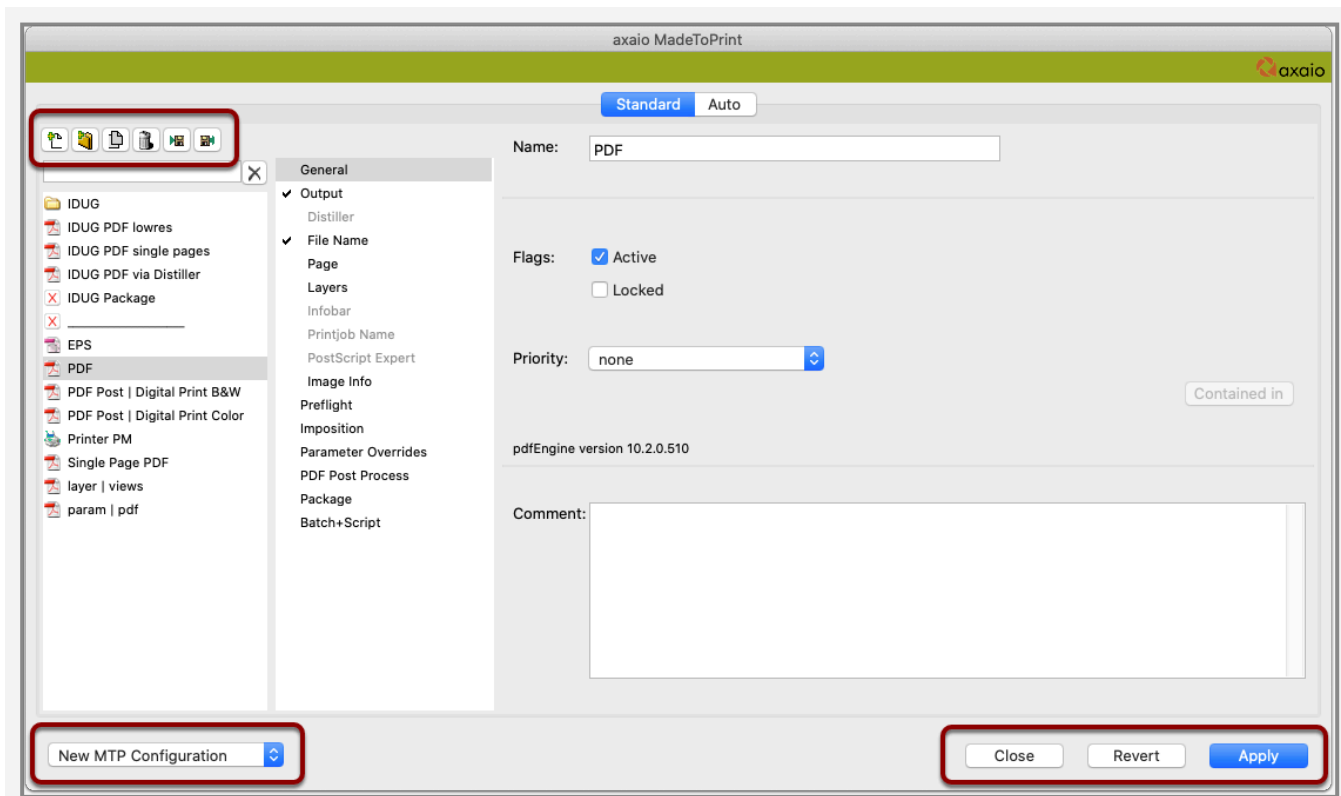 axaio MadeToPrint
axaio
Standard Auto
IDUG
IDUG PDF lowres
IDUG PDF single pages
IDUG PDF via Distiller
IDUG Package
_________________
EPS
PDF
PDF Post | Digital Print B&W
PDF Post | Digital Print Color
Printer PM
Single Page PDF
layer | views
param | pdf
General
Output
Distiller
File Name
Page
Layers
Infobar
Printjob Name
PostScript Expert
Image Info
Preflight
Imposition
Parameter Overrides
PDF Post Process
Package
Batch+Script
Name: PDF
Flags: Active
Locked
Priority: none
Contained in
pdfEngine version 10.2.0.510
Comment:
New MTP Configuration
Close Revert Apply